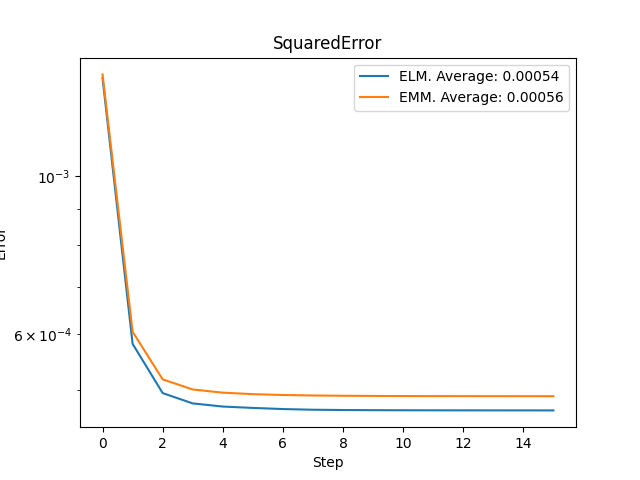 SquaredError
ELM. Average: 0.00054
EMM. Average: 0.00056
10⁻³
6 × 10⁻⁴
Error
0 2 4 6 8 10 12 14
Step